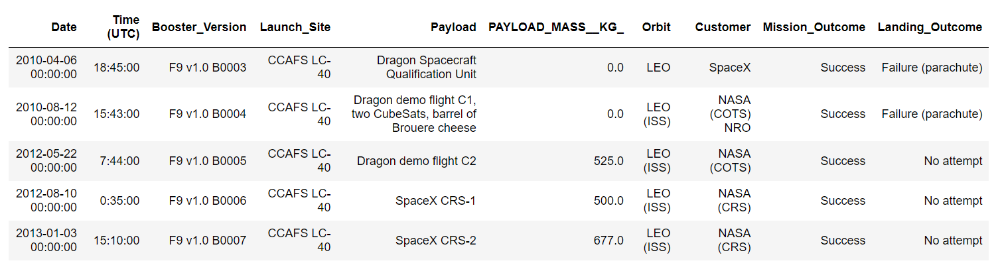 Date Time (UTC) Booster_Version Launch_Site Payload PAYLOAD_MASS__KG_ Orbit Customer Mission_Outcome Landing_Outcome
2010-04-06 00:00:00 18:45:00 F9 v1.0 B0003 CCAFS LC-40 Dragon Spacecraft Qualification Unit 0.0 LEO SpaceX Success Failure (parachute)
2010-08-12 00:00:00 15:43:00 F9 v1.0 B0004 CCAFS LC-40 Dragon demo flight C1, two CubeSats, barrel of Brouere cheese 0.0 LEO (ISS) NASA (COTS) NRO Success Failure (parachute)
2012-05-22 00:00:00 7:44:00 F9 v1.0 B0005 CCAFS LC-40 Dragon demo flight C2 525.0 LEO (ISS) NASA (COTS) Success No attempt
2012-08-10 00:00:00 0:35:00 F9 v1.0 B0006 CCAFS LC-40 SpaceX CRS-1 500.0 LEO (ISS) NASA (CRS) Success No attempt
2013-01-03 00:00:00 15:10:00 F9 v1.0 B0007 CCAFS LC-40 SpaceX CRS-2 677.0 LEO (ISS) NASA (CRS) Success No attempt